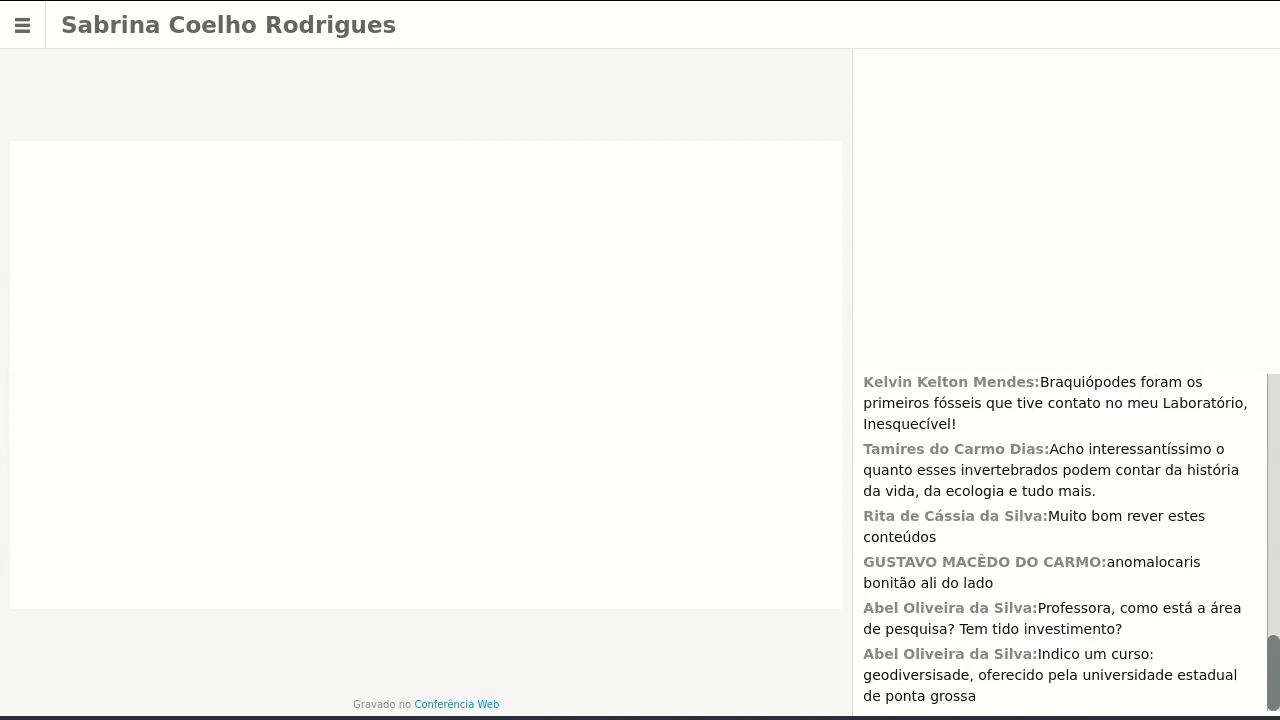 Sabrina Coelho Rodrigues
Kelvin Kelton Mendes:Braquiópodes foram os
primeiros fósseis que tive contato no meu Laboratório,
Inesquecível!
Tamires do Carmo Dias:Acho interessantíssimo o
quanto esses invertebrados podem contar da história
da vida, da ecologia e tudo mais.
Rita de Cássia da Silva:Muito bom rever estes
conteúdos
GUSTAVO MACÊDO DO CARMO:anomalocaris
bonitão ali do lado
Abel Oliveira da Silva:Professora, como está a área
de pesquisa? Tem tido investimento?
Abel Oliveira da Silva:Indico um curso:
geodiversisade, oferecido pela universidade estadual
de ponta grossa
Gravado no Conferência Web